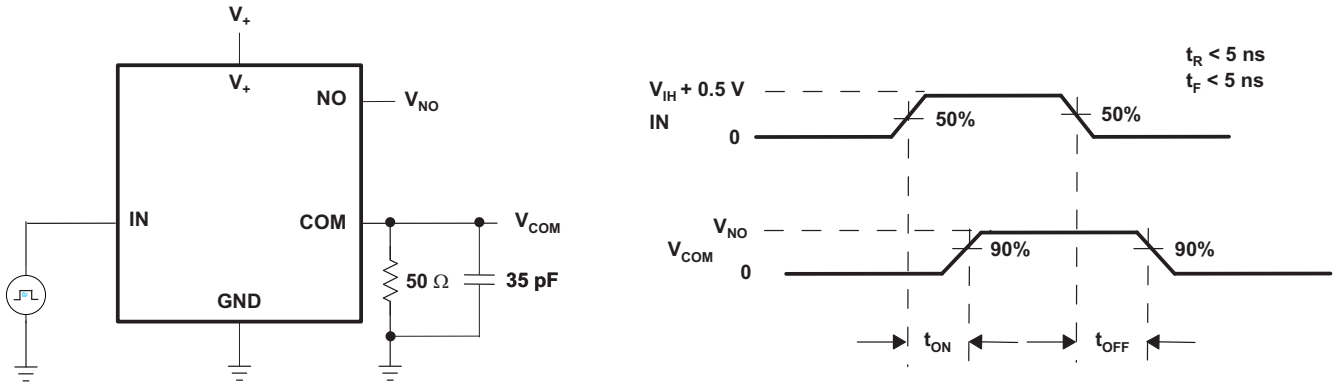 V+
V+
NO
VNO
IN
COM
VCOM
50 Ω
35 pF
GND
tR < 5 ns
tF < 5 ns
VIH + 0.5 V
IN
0
50%
50%
VNO
VCOM
0
90%
90%
tON
tOFF